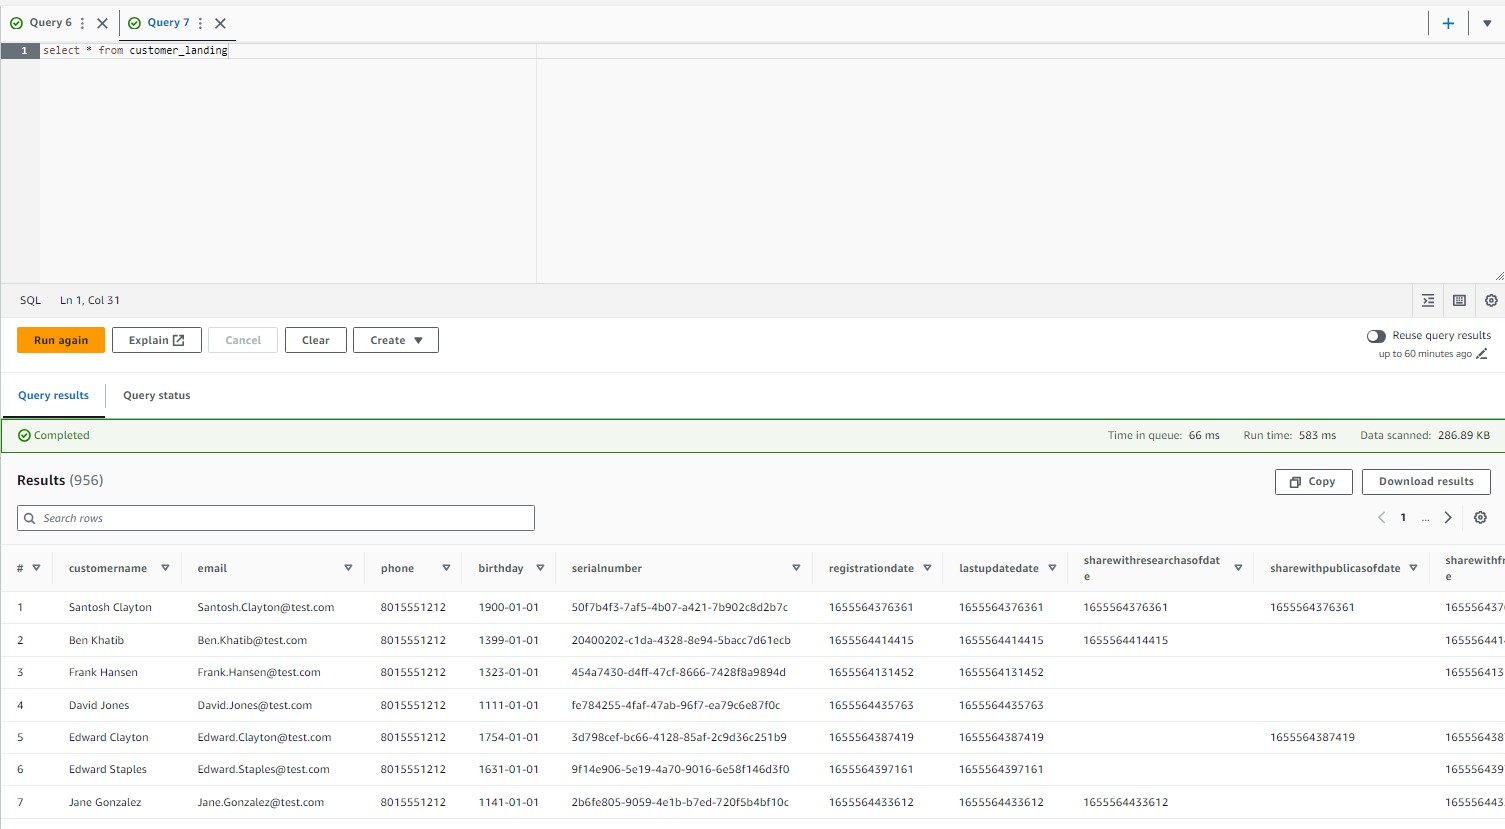 Query 6 Query 7
1 select * from customer_landing
SQL Ln 1, Col 31
Run again Explain Cancel Clear Create
Reuse query results
up to 60 minutes ago
Query results Query status
Completed Time in queue: 66 ms Run time: 583 ms Data scanned: 286.89 KB
Results (956) Copy Download results
Search rows 1 ...
# customername email phone birthday serialnumber registrationdate lastupdatedate sharewithresearchasofdate sharewithpublicasofdate sharewithfr
e
1 Santosh Clayton Santosh.Clayton@test.com 8015551212 1900-01-01 50f7b4f3-7af5-4b07-a421-7b902c8d2b7c 1655564376361 1655564376361 1655564376361 1655564376361 165556437
2 Ben Khatib Ben.Khatib@test.com 8015551212 1399-01-01 20400202-c1da-4328-8e94-5bacc7d61ecb 1655564414415 1655564414415 1655564414415 165556441
3 Frank Hansen Frank.Hansen@test.com 8015551212 1323-01-01 454a7430-d4ff-47cf-8666-7428f8a9894d 1655564131452 1655564131452 165556413
4 David Jones David.Jones@test.com 8015551212 1111-01-01 fe784255-4faf-47ab-96f7-ea79c6e87f0c 1655564435763 1655564435763
5 Edward Clayton Edward.Clayton@test.com 8015551212 1754-01-01 3d798cef-bc66-4128-85af-2c9d36c251b9 1655564387419 1655564387419 1655564387419 165556438
6 Edward Staples Edward.Staples@test.com 8015551212 1631-01-01 9f14e906-5e19-4a70-9016-6e58f146d3f0 1655564397161 1655564397161 165556439
7 Jane Gonzalez Jane.Gonzalez@test.com 8015551212 1141-01-01 2b6fe805-9059-4e1b-b7ed-720f5b4bf10c 1655564433612 1655564433612 1655564433612 165556443